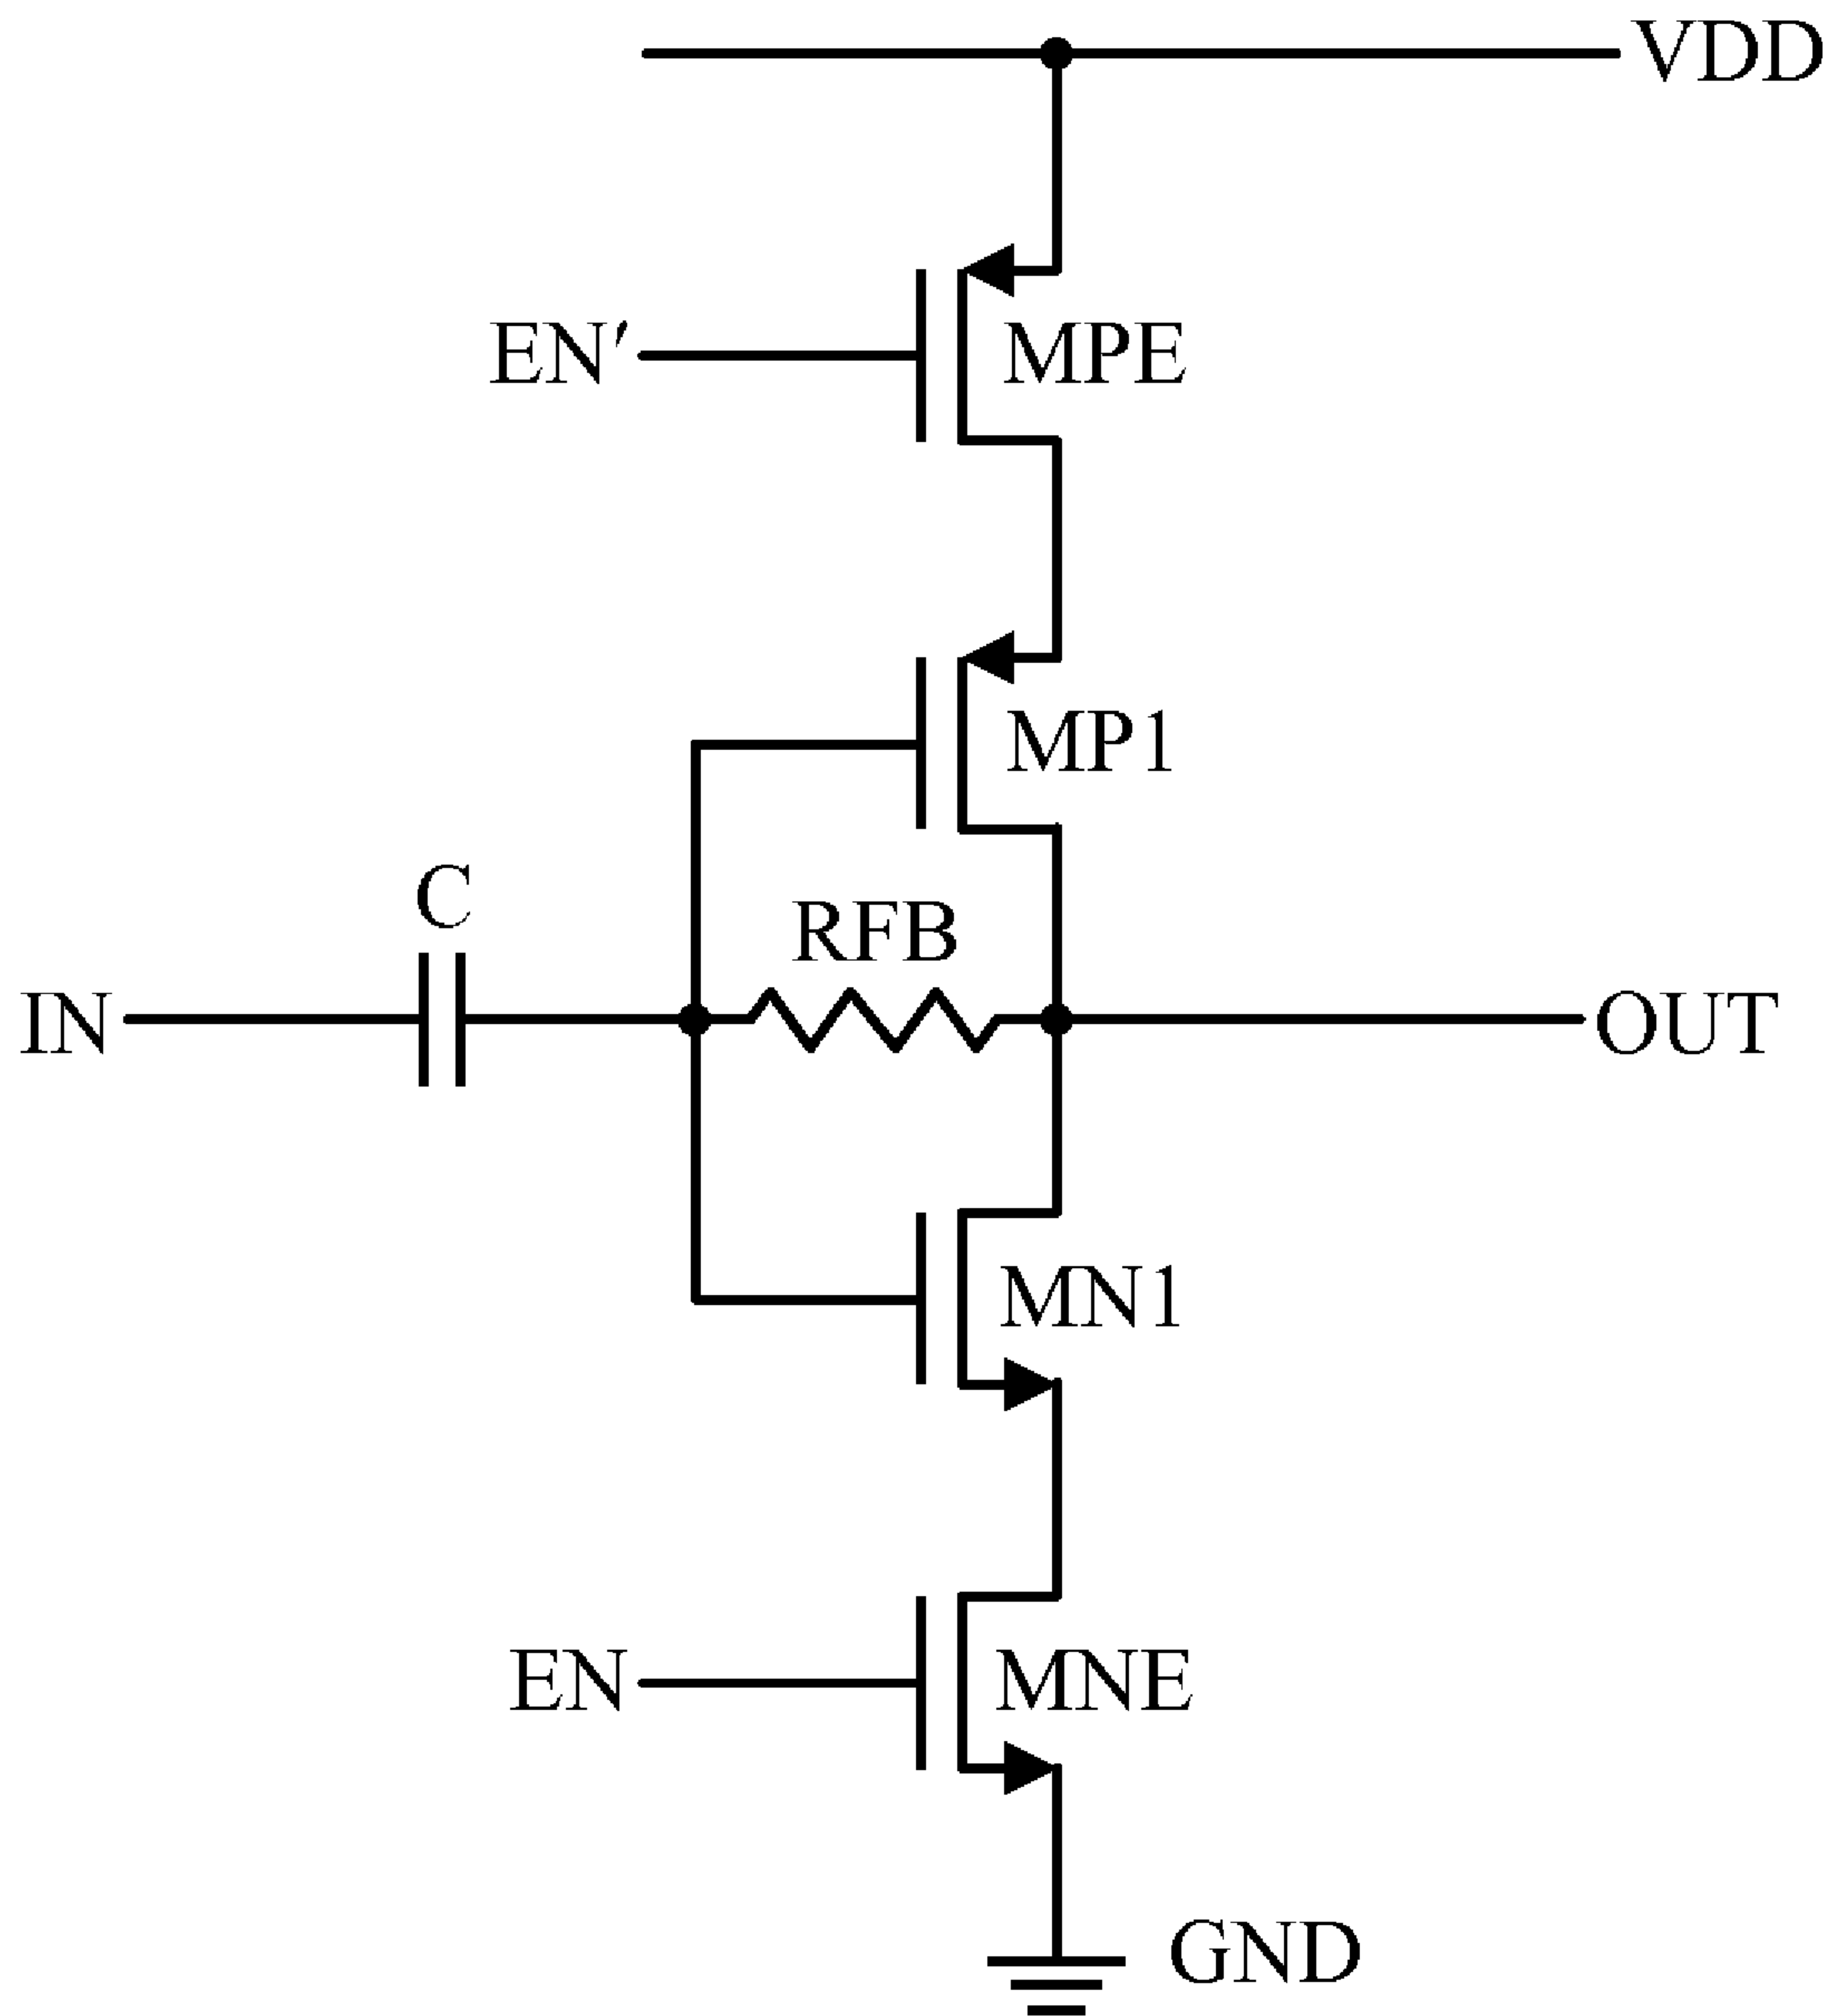 VDD
EN′
MPE
MP1
C
RFB
IN
OUT
MN1
EN
MNE
GND